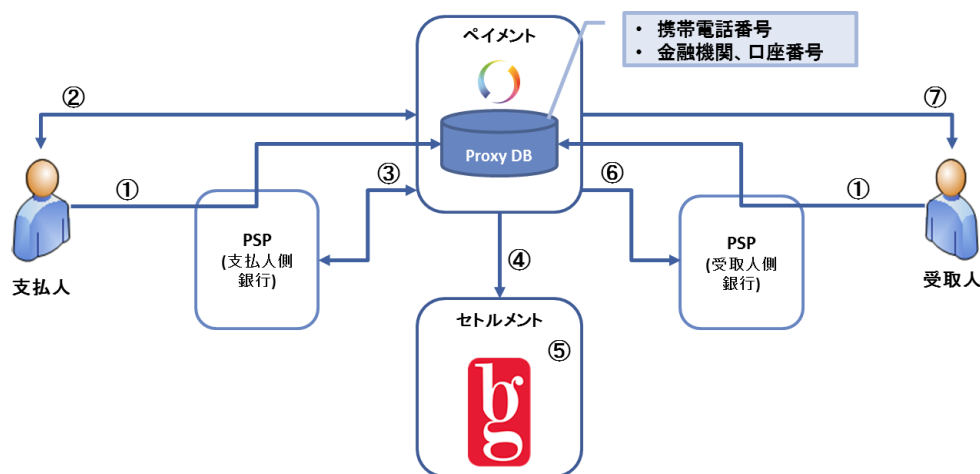 ペイメント
• 携帯電話番号
• 金融機関、口座番号
②
⑦
Proxy DB
③
⑥
①
①
PSP
(支払人側
銀行)
PSP
(受取人側
銀行)
支払人
受取人
④
セトルメント
⑤
bg